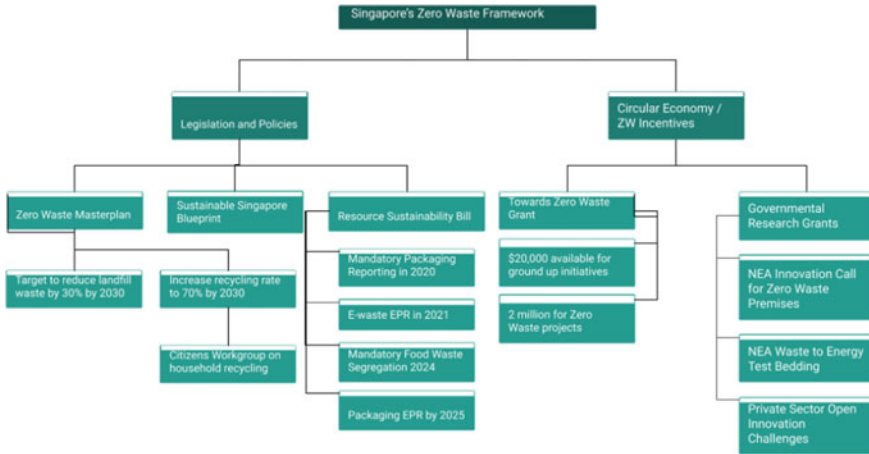 Singapore's Zero Waste Framework
Legislation and Policies
Circular Economy /
ZW Incentives
Zero Waste Masterplan
Sustainable Singapore
Blueprint
Resource Sustainability Bill
Towards Zero Waste
Grant
Governmental
Research Grants
Target to reduce landfill
waste by 30% by 2030
Increase recycling rate
to 70% by 2030
Mandatory Packaging
Reporting in 2020
$20,000 available for
ground up initiatives
NEA Innovation Call
for Zero Waste
Premises
E-waste EPR in 2021
2 million for Zero
Waste projects
Citizens Workgroup on
household recycling
Mandatory Food Waste
Segregation 2024
NEA Waste to Energy
Test Bedding
Packaging EPR by 2025
Private Sector Open
Innovation
Challenges